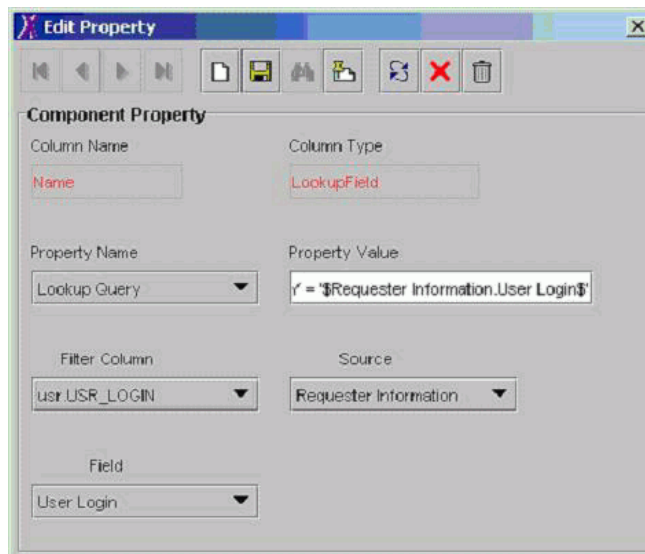 Edit Property
Component Property
Column Name Column Type
Name LookupField
Property Name Property Value
Lookup Query = '$Requester Information.User Login$'
Filter Column Source
usr.USR_LOGIN Requester Information
Field
User Login